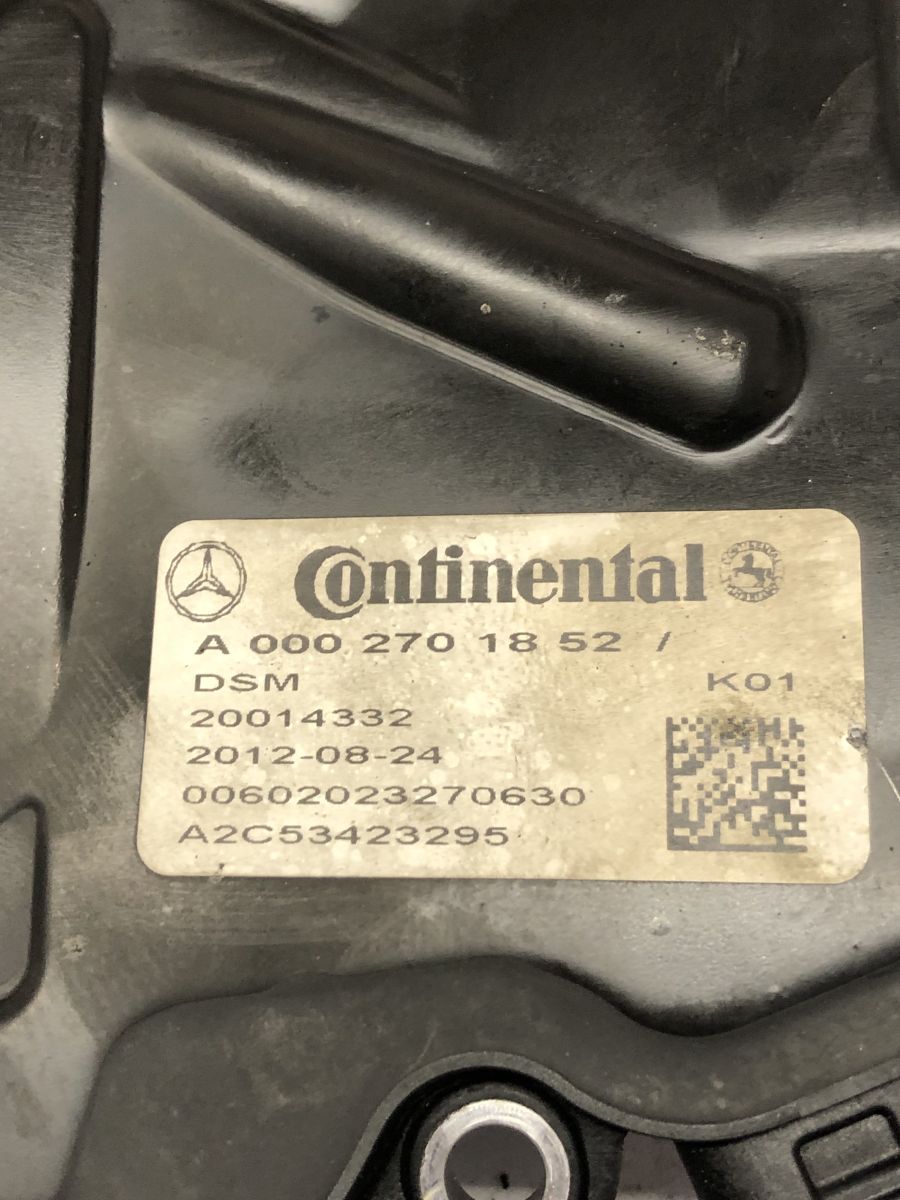 Continental
A 000 270 18 52 /
DSM K01
20014332
2012-08-24
00602023270630
A2C53423295